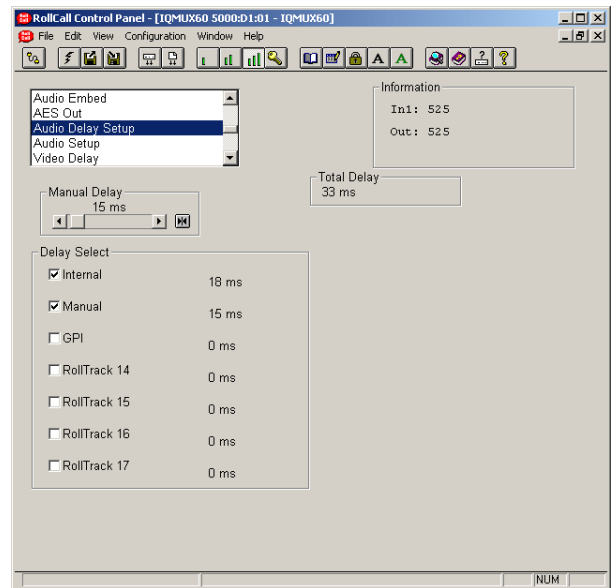 RollCall Control Panel - [IQMUX60 5000:D1:01 - IQMUX60]
File Edit View Configuration Window Help
A A
Audio Embed
AES Out
Audio Delay Setup
Audio Setup
Video Delay
Information
In1: 525
Out: 525
Total Delay
33 ms
Manual Delay
15 ms
Delay Select
Internal 18 ms
Manual 15 ms
GPI 0 ms
RollTrack 14 0 ms
RollTrack 15 0 ms
RollTrack 16 0 ms
RollTrack 17 0 ms
NUM